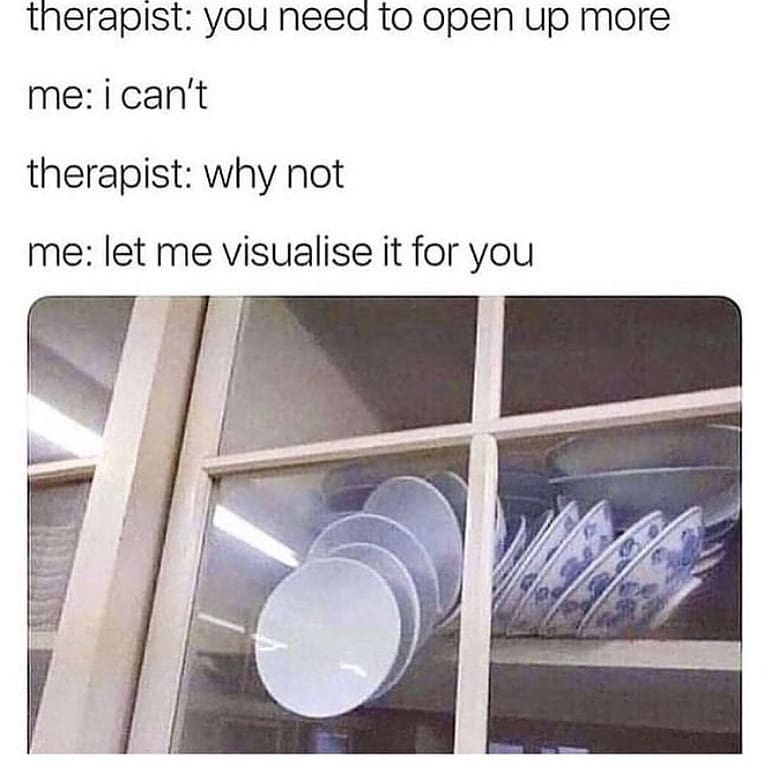 therapist: you need to open up more
me: i can't
therapist: why not
me: let me visualise it for you